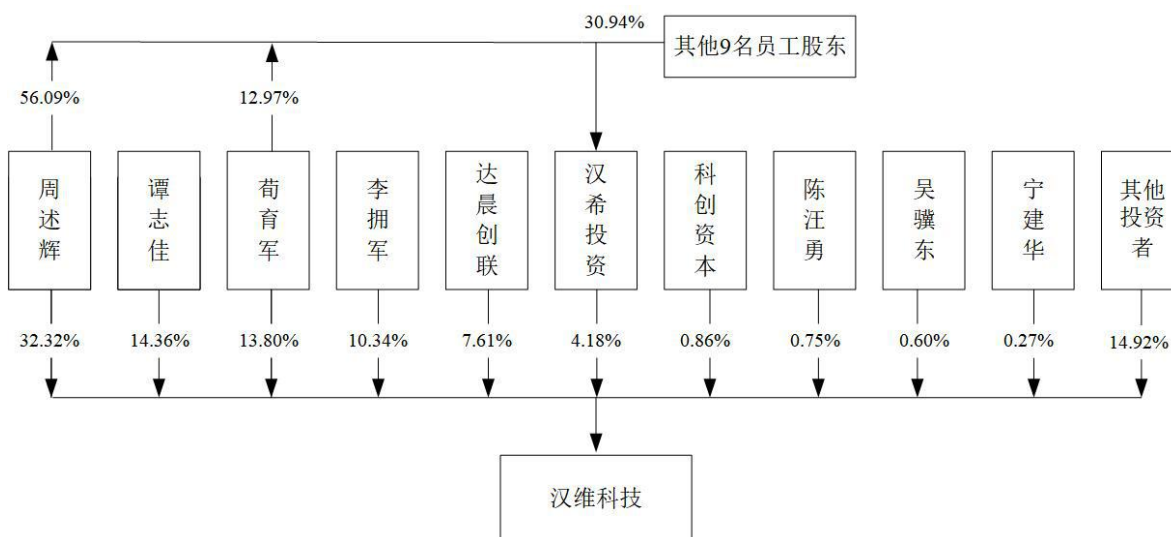 30.94%
其他9名员工股东
56.09%
12.97%
周述辉
谭志佳
荀育军
李拥军
达晨创联
汉希投资
科创资本
陈汪勇
吴骥东
宁建华
其他投资者
32.32%
14.36%
13.80%
10.34%
7.61%
4.18%
0.86%
0.75%
0.60%
0.27%
14.92%
汉维科技